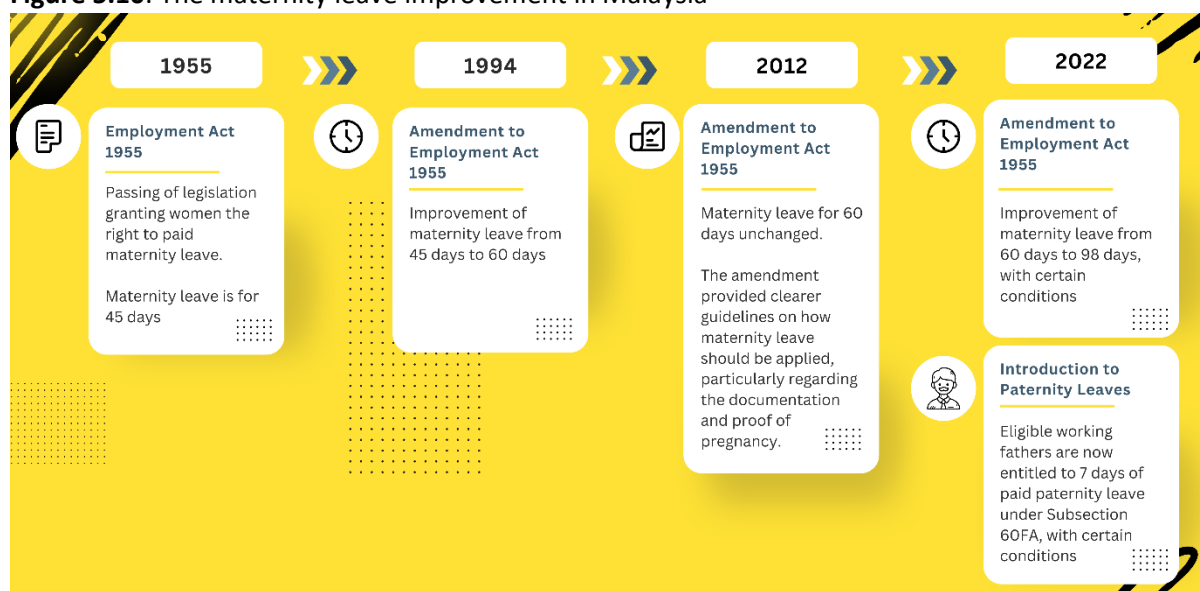 Figure 3.10: The maternity leave improvement in Malaysia
1955
1994
2012
2022
Employment Act
1955
Passing of legislation
granting women the
right to paid
maternity leave.
Maternity leave is for
45 days
Amendment to
Employment Act
1955
Improvement of
maternity leave from
45 days to 60 days
Amendment to
Employment Act
1955
Maternity leave for 60
days unchanged.
The amendment
provided clearer
guidelines on how
maternity leave
should be applied,
particularly regarding
the documentation
and proof of
pregnancy.
Amendment to
Employment Act
1955
Improvement of
maternity leave from
60 days to 98 days,
with certain
conditions
Introduction to
Paternity Leaves
Eligible working
fathers are now
entitled to 7 days of
paid paternity leave
under Subsection
60FA, with certain
conditions